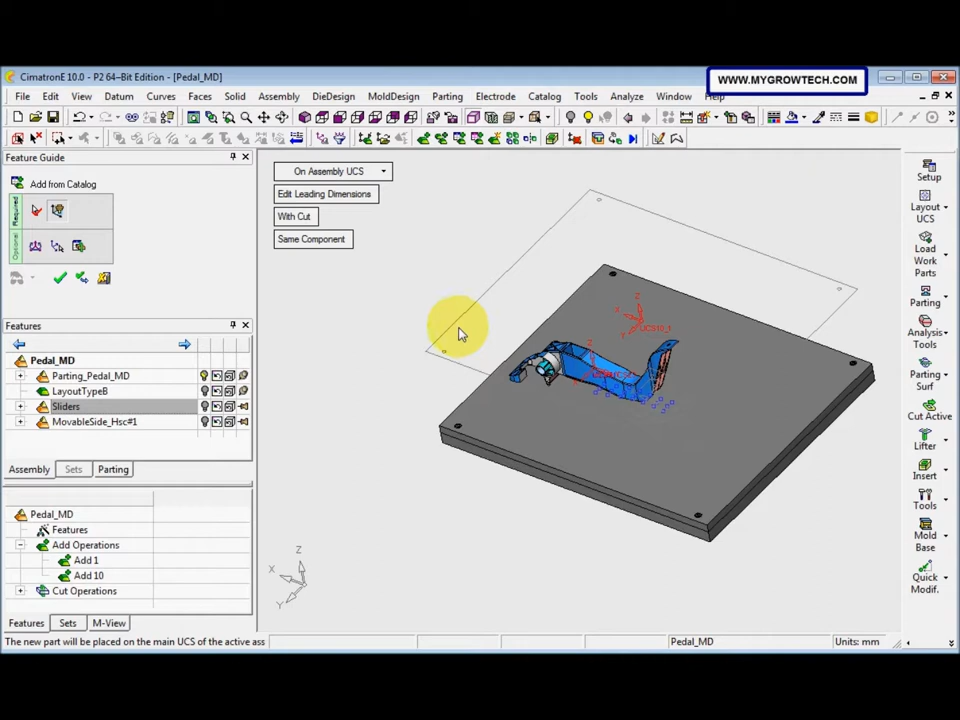 CimatronE 10.0 - P2 64–Bit Edition - [Pedal_MD]
WWW.MYGROWTECH.COM
File Edit View Datum Curves Faces Solid Assembly DieDesign MoldDesign Parting Electrode Catalog Tools Analyze Window Help
Feature Guide
Add from Catalog
Required
Optional
On Assembly UCS
Edit Leading Dimensions
With Cut
Same Component
Features
Pedal_MD
Parting_Pedal_MD
LayoutTypeB
Sliders
MovableSide_Hsc#1
Assembly Sets Parting
Pedal_MD
Features
Add Operations
Add 1
Add 10
Cut Operations
Features Sets M-View
Z
X
Y
UCS10_1
Z
Z
X
Y
Setup
Layout
UCS
Load
Work
Parts
Parting
Analysis
Tools
Parting
Surf
Cut Active
Lifter
Insert
Tools
Mold
Base
Quick
Modif.
The new part will be placed on the main UCS of the active ass
Pedal_MD
Units: mm